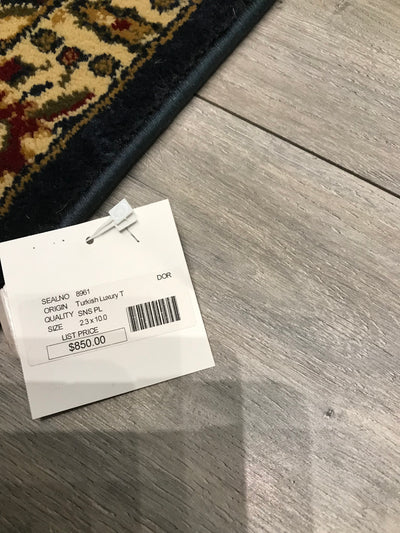 DOR
SEALNO 8961
ORIGIN Turkish Luxury T
QUALITY SNS PL
SIZE 2.3 x 10.0
LIST PRICE
$850.00